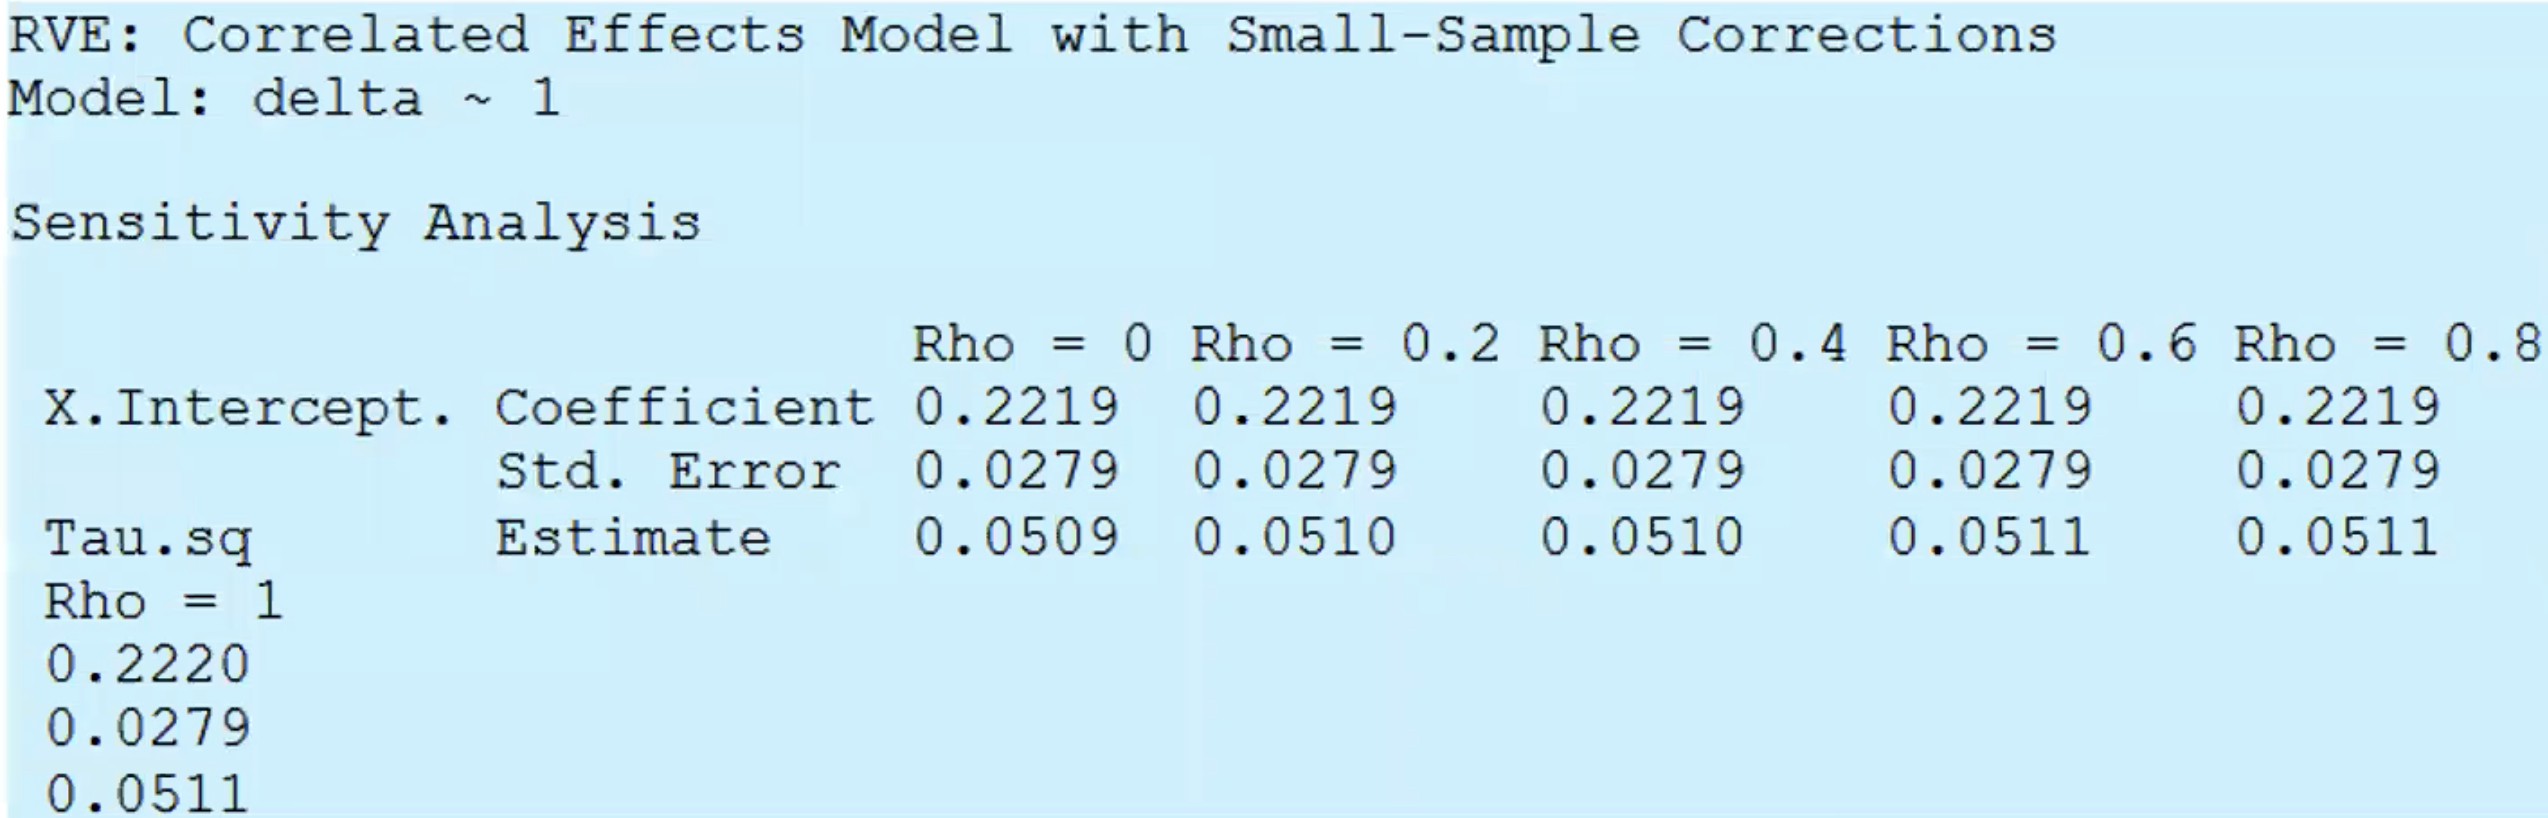 RVE: Correlated Effects Model with Small-Sample Corrections
Model: delta ~ 1
Sensitivity Analysis
Rho = 0 Rho = 0.2 Rho = 0.4 Rho = 0.6 Rho = 0.8
X.Intercept. Coefficient 0.2219 0.2219 0.2219 0.2219 0.2219
Std. Error 0.0279 0.0279 0.0279 0.0279 0.0279
Tau.sq Estimate 0.0509 0.0510 0.0510 0.0511 0.0511
Rho = 1
0.2220
0.0279
0.0511